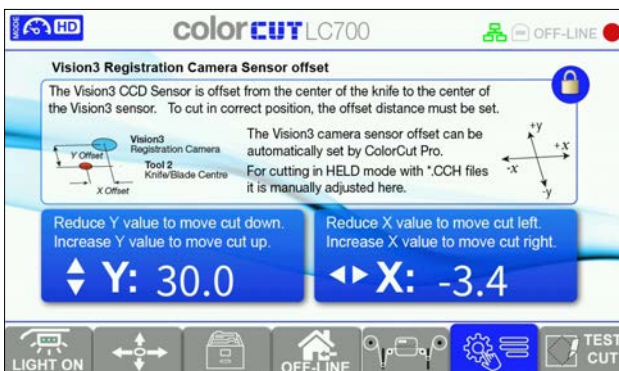 MODE
HD
colorCUT LC700
OFF-LINE
Vision3 Registration Camera Sensor offset
The Vision3 CCD Sensor is offset from the center of the knife to the center of
the Vision3 sensor. To cut in correct position, the offset distance must be set.
Vision3
Registration Camera
Y Offset
Tool 2
Knife/Blade Centre
X Offset
The Vision3 camera sensor offset can be
automatically set by ColorCut Pro.
For cutting in HELD mode with *.CCH files
it is manually adjusted here.
+y
+x
-x
-y
Reduce Y value to move cut down.
Increase Y value to move cut up.
Y: 30.0
Reduce X value to move cut left.
Increase X value to move cut right.
X: -3.4
LIGHT ON
OFF-LINE
TEST
CUT